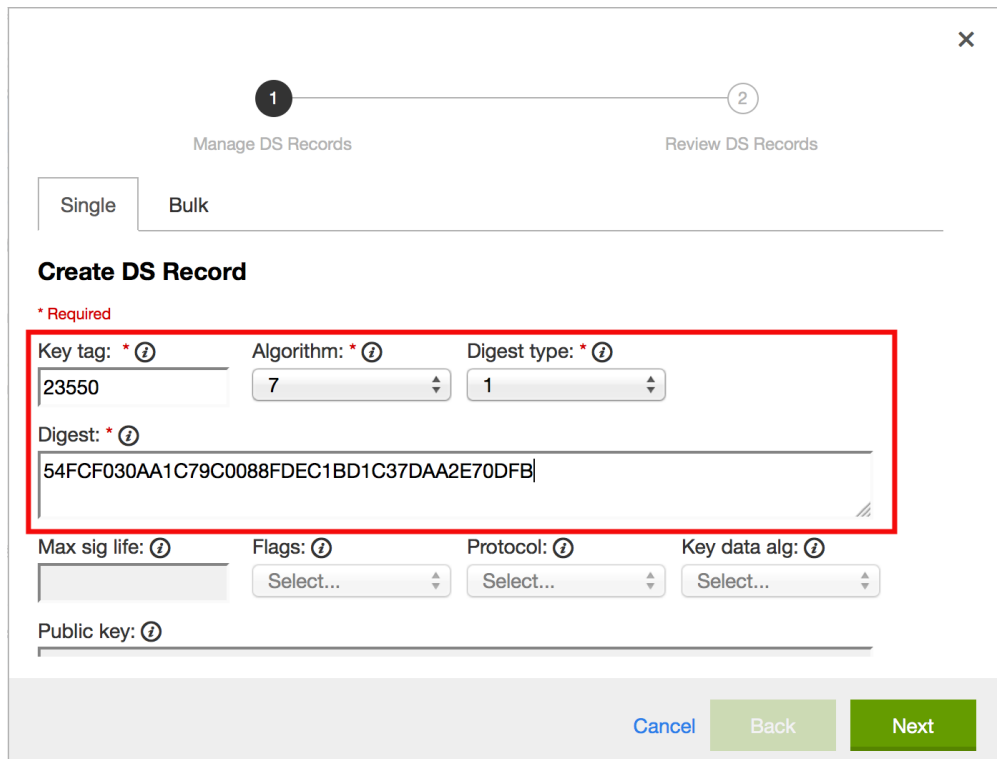 ×
1 2
Manage DS Records Review DS Records
Single Bulk
Create DS Record
* Required
Key tag: * i Algorithm: * i Digest type: * i
23550 7 1
Digest: * i
54FCF030AA1C79C0088FDEC1BD1C37DAA2E70DFB
Max sig life: i Flags: i Protocol: i Key data alg: i
Select... Select... Select...
Public key: i
Cancel Back Next